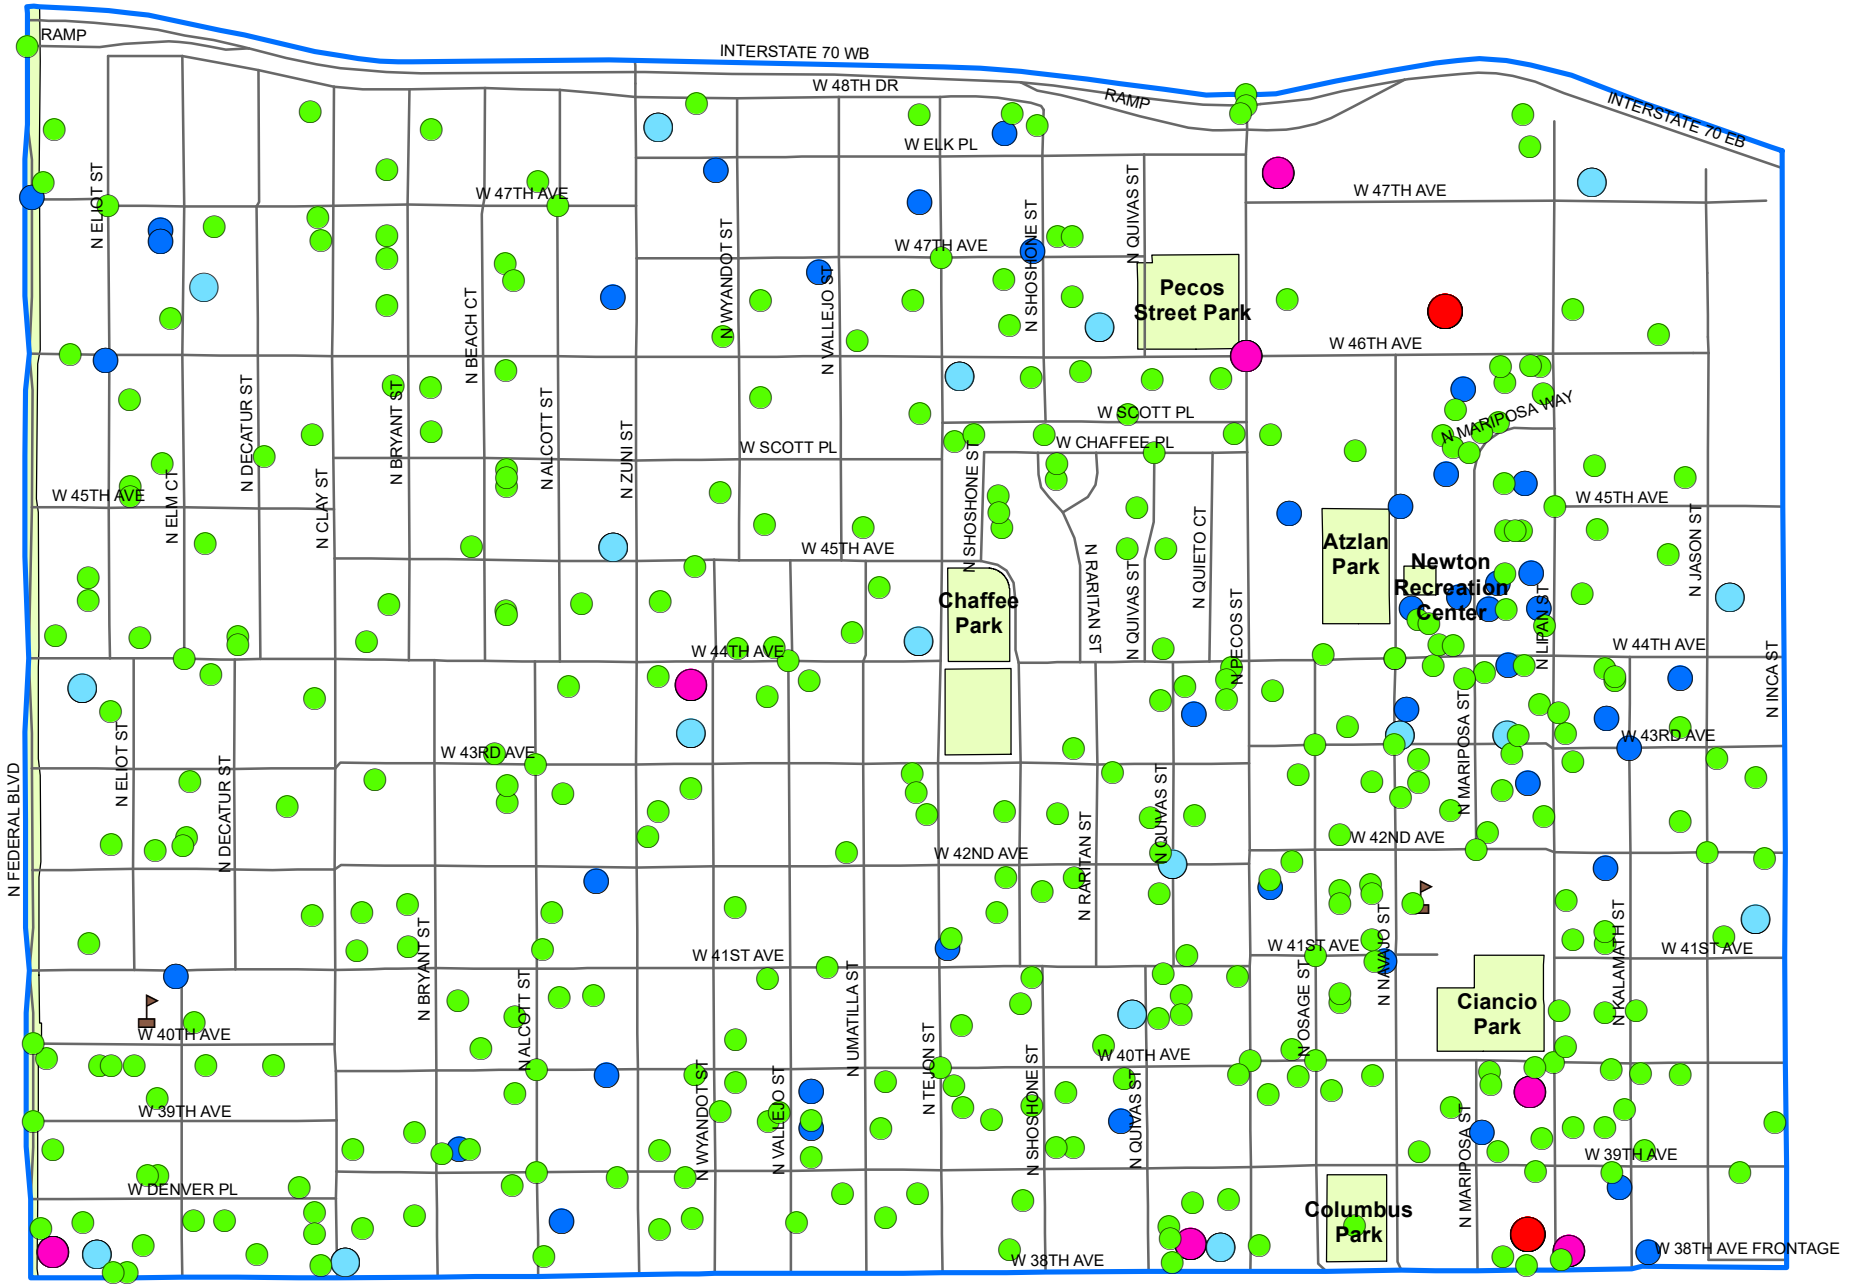 RAMP
INTERSTATE 70 WB
W 48TH DR
RAMP
INTERSTATE 70 EB
W ELK PL
N ELIOT ST
W 47TH AVE
N QUIVAS ST
W 47TH AVE
N WYANDOT ST
W 47TH AVE
N SHOSHONE ST
Pecos
Street Park
N BEACH CT
N VALLEJO ST
W 46TH AVE
N DECATUR ST
N BRYANT ST
N ALCOTT ST
W SCOTT PL
N MARIPOSA WAY
N ZUNI ST
W SCOTT PL
W CHAFFEE PL
W 45TH AVE
N ELM CT
N CLAY ST
N SHOSHONE ST
N QUIETO CT
W 45TH AVE
N JASON ST
W 45TH AVE
Atzlan
Park
Newton
Recreation
Center
Chaffee
Park
N RARITAN ST
N QUIVAS ST
N PECOS ST
N LIPAN ST
W 44TH AVE
W 44TH AVE
N INCA ST
N ELIOT ST
W 43RD AVE
N MARIPOSA ST
W 43RD AVE
N FEDERAL BLVD
N DECATUR ST
N QUIVAS ST
N RARITAN ST
W 42ND AVE
W 42ND AVE
N BRYANT ST
W 41ST AVE
N NAVAJO ST
W 41ST AVE
N KALAMATH ST
W 41ST AVE
N ALCOTT ST
N UMATILLA ST
N OSAGE ST
Ciancio
Park
W 40TH AVE
N TEJON ST
W 40TH AVE
N WYANDOT ST
N VALLEJO ST
N SHOSHONE ST
N QUIVAS ST
W 39TH AVE
N MARIPOSA ST
W 39TH AVE
W DENVER PL
Columbus
Park
W 38TH AVE
W 38TH AVE FRONTAGE